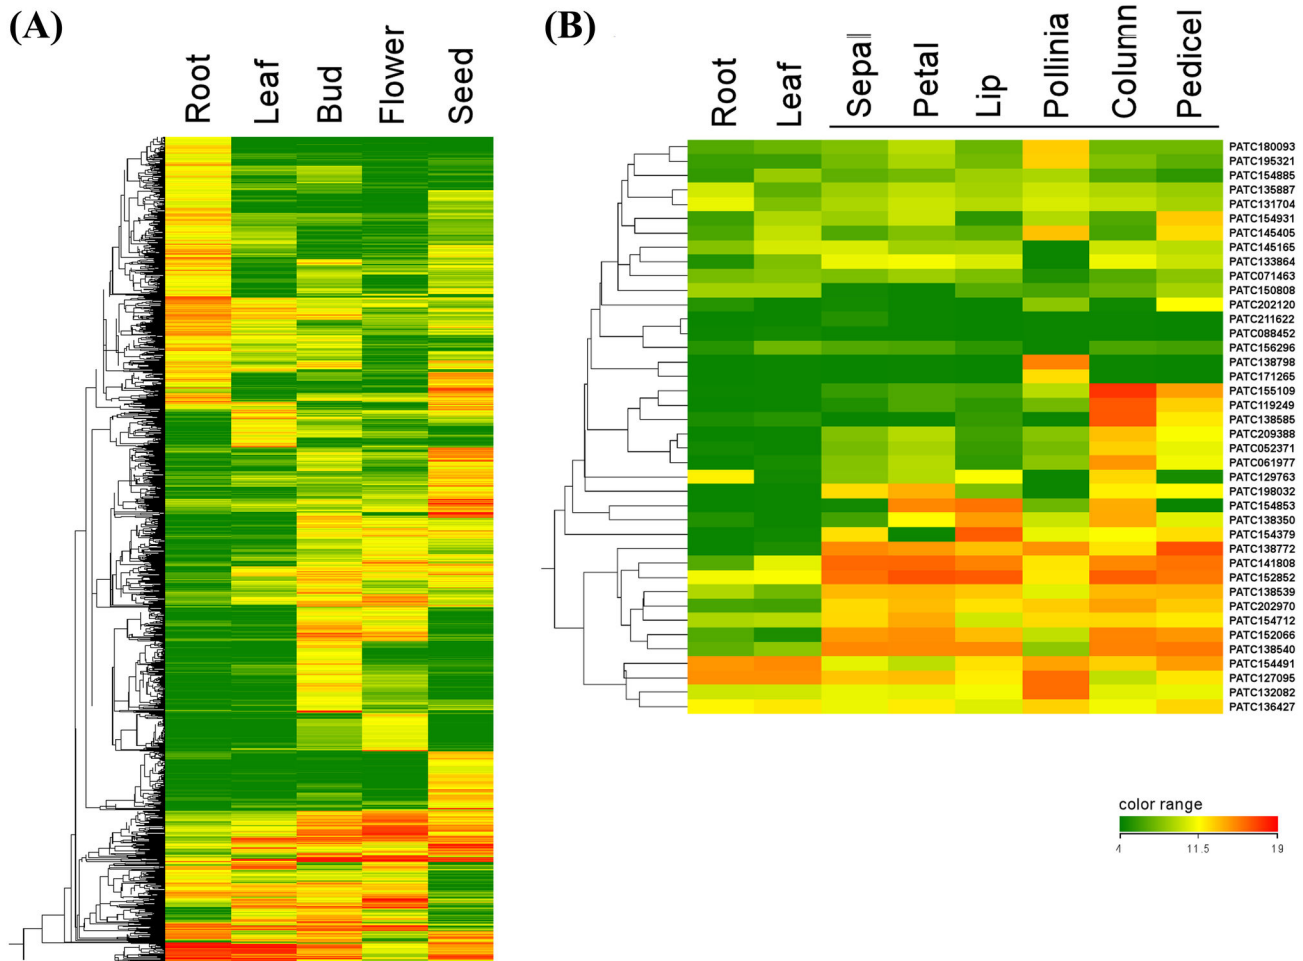 (A)
Root
Leaf
Bud
Flower
Seed
(B)
Root
Leaf
Sepal
Petal
Lip
Pollinia
Column
Pedicel
PATC180093
PATC195321
PATC154885
PATC135887
PATC131704
PATC154931
PATC145405
PATC145165
PATC133864
PATC071463
PATC150808
PATC202120
PATC211622
PATC088452
PATC156296
PATC138798
PATC171265
PATC155109
PATC119249
PATC138585
PATC209388
PATC052371
PATC061977
PATC129763
PATC198032
PATC154853
PATC138350
PATC154379
PATC138772
PATC141808
PATC152852
PATC138539
PATC202970
PATC154712
PATC152066
PATC138540
PATC154491
PATC127095
PATC132082
PATC136427
color range
4 11.5 19